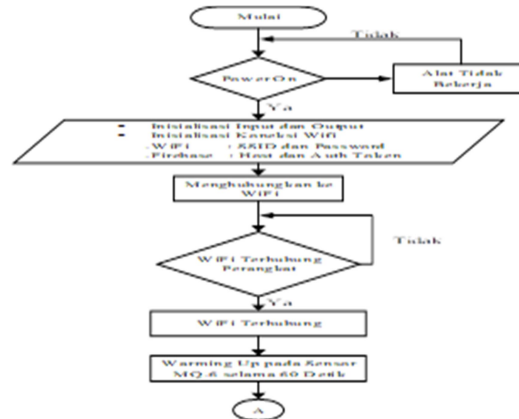 Mulai
Tidak
Power On
Alat Tidak
Bekerja
Ya
Inisialisasi Input dan Output
Inisialisasi Koneksi Wifi
-WiFi : SSID dan Password
-Firebase : Host dan Auth Token
Menghubungkan ke
WiFi
Tidak
WiFi Terhubung
Perangkat
Ya
WiFi Terhubung
Warming Up pada Sensor
MQ-6 selama 60 Detik
A